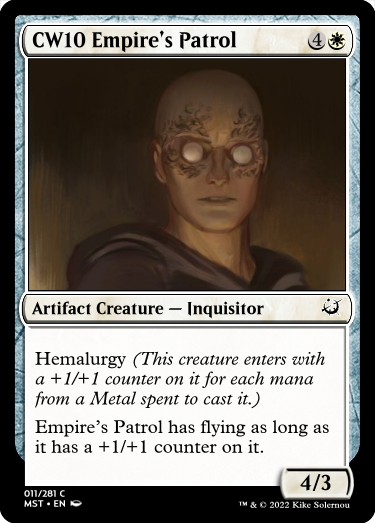 CW10 Empire's Patrol 4
Artifact Creature — Inquisitor
Hemalurgy (This creature enters with
a +1/+1 counter on it for each mana
from a Metal spent to cast it.)
Empire's Patrol has flying as long as
it has a +1/+1 counter on it.
4/3
011/281 C
MST • EN
™ & © 2022 Kike Solernou